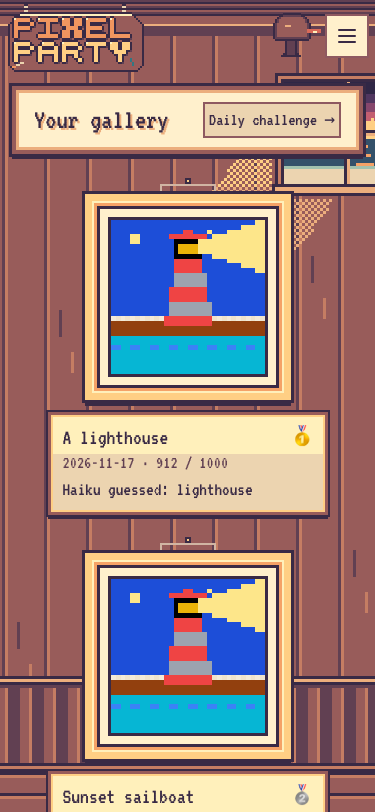 PIXEL
PARTY
Your gallery
Daily challenge →
A lighthouse
2026-11-17 · 912 / 1000
Haiku guessed: lighthouse
Sunset sailboat